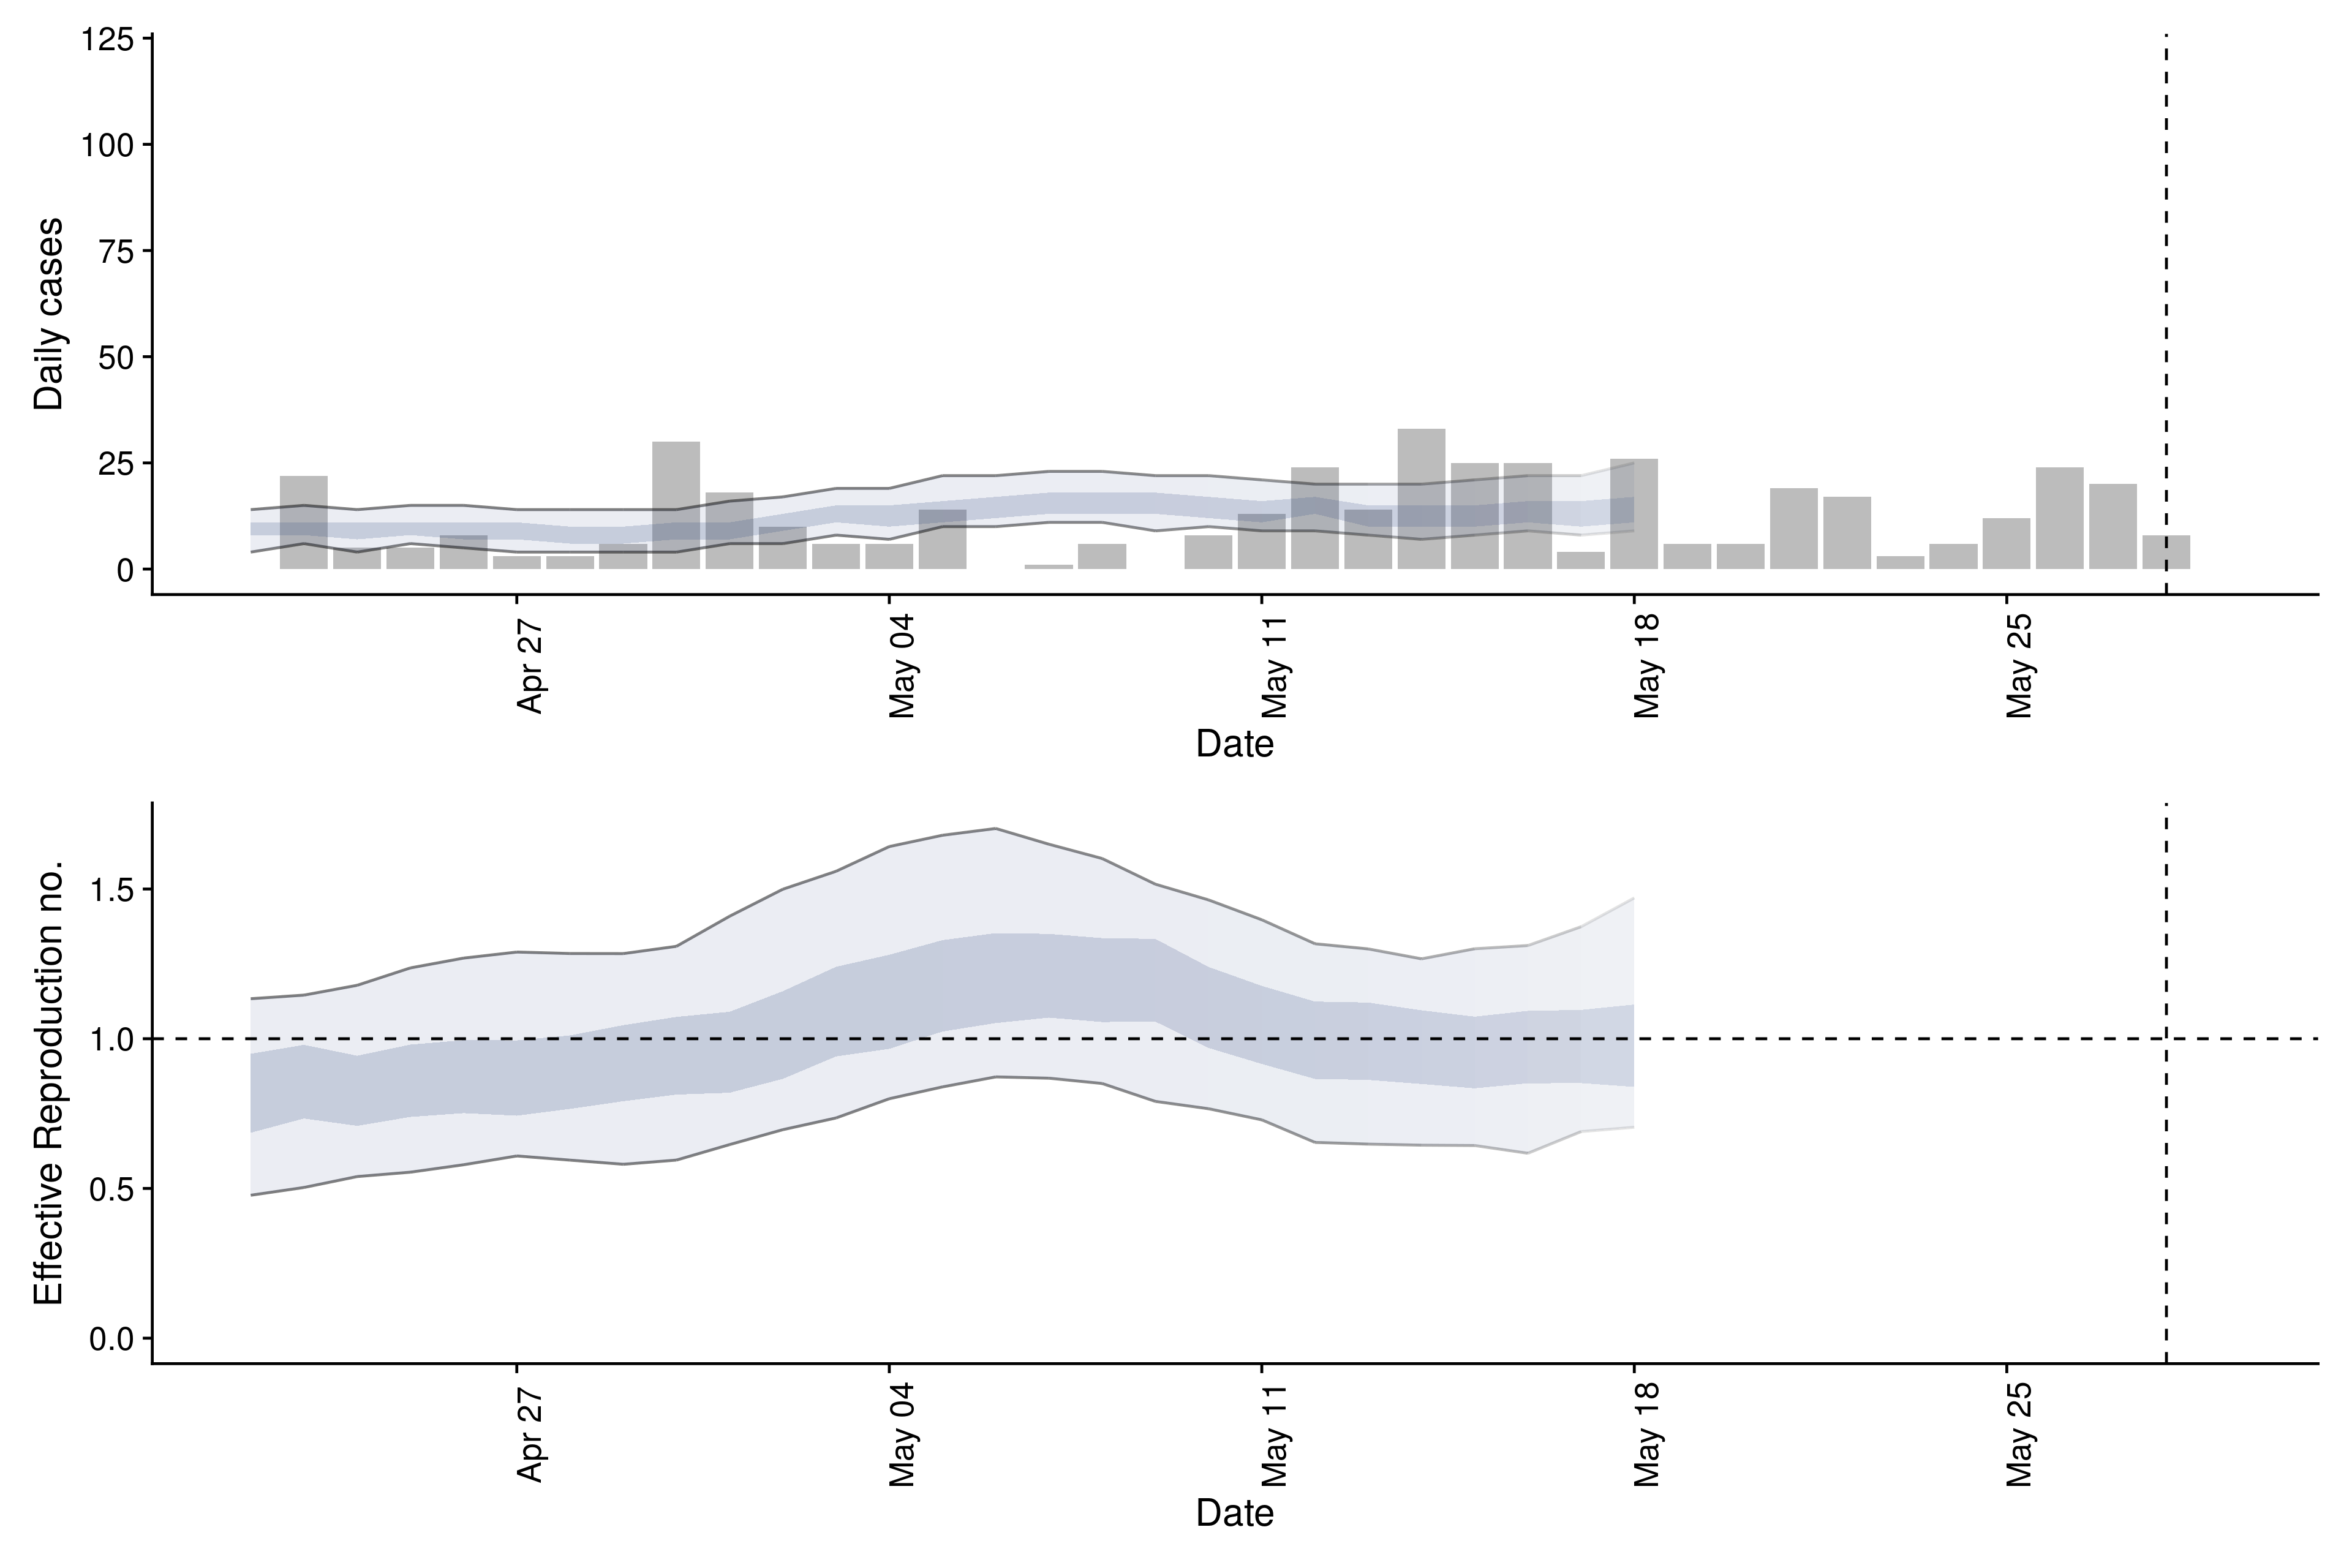 125
100
75
50
25
0
Daily cases
Apr 27
May 04
May 11
May 18
May 25
Date
1.5
1.0
0.5
0.0
Effective Reproduction no.
Apr 27
May 04
May 11
May 18
May 25
Date